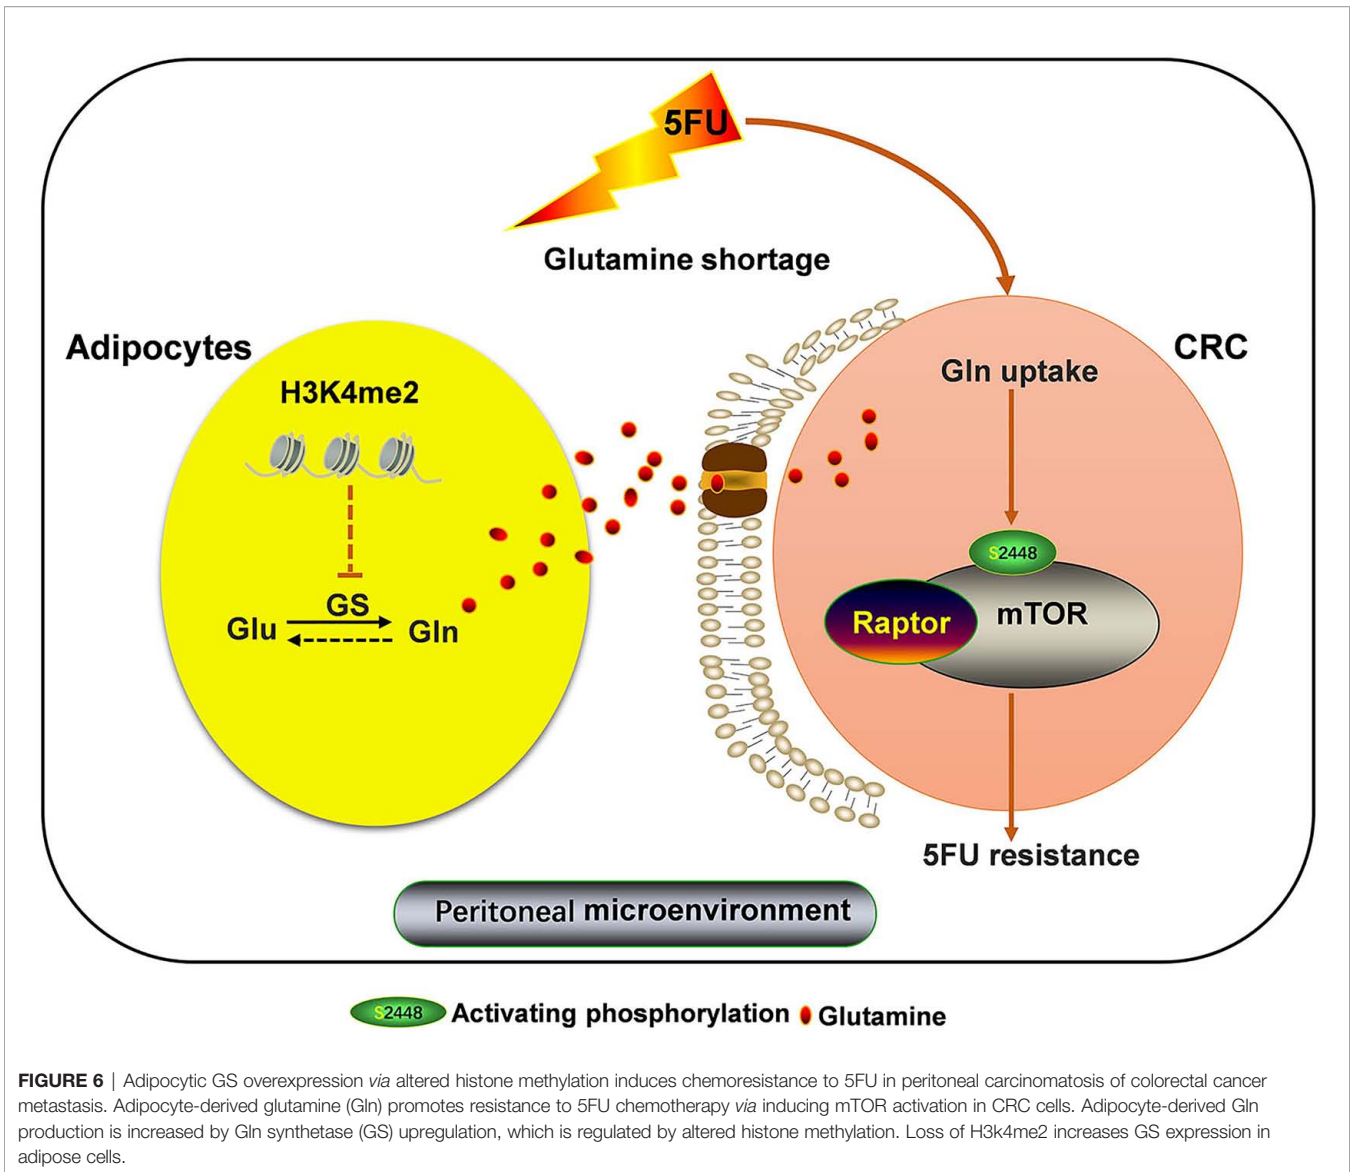 5FU
Glutamine shortage
Adipocytes
CRC
H3K4me2
Gln uptake
S2448
GS
Glu
Gln
Raptor
mTOR
5FU resistance
Peritoneal microenvironment
S2448 Activating phosphorylation Glutamine
FIGURE 6 | Adipocytic GS overexpression via altered histone methylation induces chemoresistance to 5FU in peritoneal carcinomatosis of colorectal cancer
metastasis. Adipocyte-derived glutamine (Gln) promotes resistance to 5FU chemotherapy via inducing mTOR activation in CRC cells. Adipocyte-derived Gln
production is increased by Gln synthetase (GS) upregulation, which is regulated by altered histone methylation. Loss of H3k4me2 increases GS expression in
adipose cells.